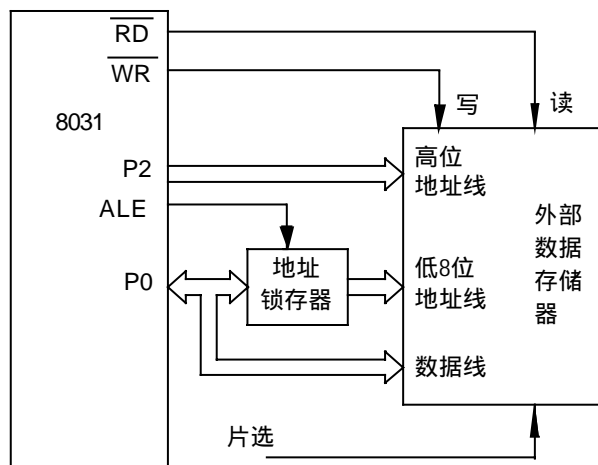 RD
WR
写
读
8031
P2
高位
地址线
ALE
外部
数据
存储
器
P0
地址
锁存器
低8位
地址线
数据线
片选